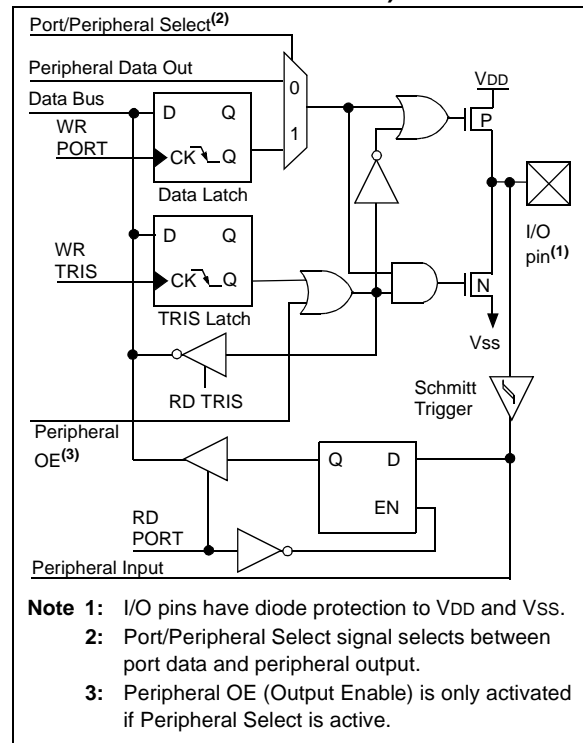 Port/Peripheral Select(2)
Peripheral Data Out
Data Bus
WR
PORT
D Q
CK Q
Data Latch
0
1
VDD
P
I/O
pin(1)
WR
TRIS
D Q
CK Q
TRIS Latch
N
VSS
RD TRIS
Schmitt
Trigger
Peripheral
OE(3)
Q D
EN
RD
PORT
Peripheral Input
Note 1: I/O pins have diode protection to VDD and VSS.
2: Port/Peripheral Select signal selects between
port data and peripheral output.
3: Peripheral OE (Output Enable) is only activated
if Peripheral Select is active.